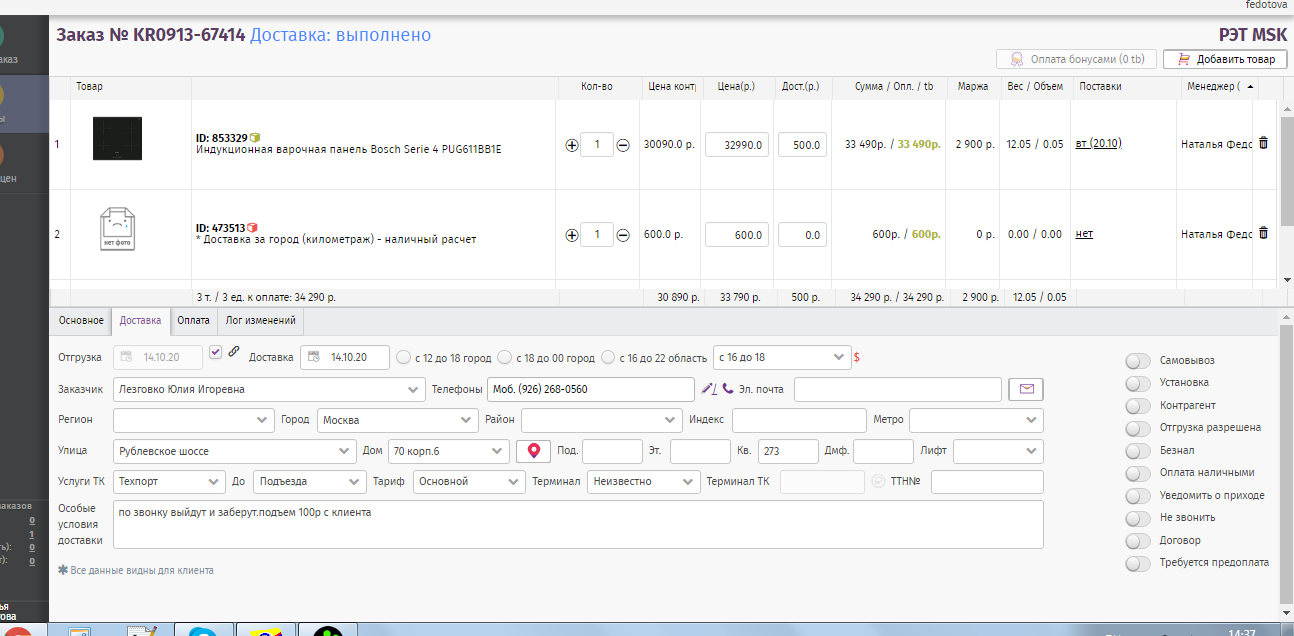 fedotova
Заказ № KR0913-67414 Доставка: выполнено
РЭТ MSK
Оплата бонусами (0 tb)
Добавить товар
Товар Кол-во Цена конт Цена(р.) Дост.(р.) Сумма / Опл. / tb Маржа Вес / Объем Поставки Менеджер (
1 ID: 853329
Индукционная варочная панель Bosch Serie 4 PUG611BB1E
1 30090.0 р. 32990.0 500.0 33 490р. / 33 490р. 2 900 р. 12.05 / 0.05 вт (20.10) Наталья Федс
нет фото
2 ID: 473513
* Доставка за город (километраж) - наличный расчет
1 600.0 р. 600.0 0.0 600р. / 600р. 0 р. 0.00 / 0.00 нет Наталья Федс
3 т. / 3 ед. к оплате: 34 290 р. 30 890 р. 33 790 р. 500 р. 34 290 р. / 34 290 р. 2 900 р. 12.05 / 0.05
Основное Доставка Оплата Лог изменений
Отгрузка 14.10.20 Доставка 14.10.20 с 12 до 18 город с 18 до 00 город с 16 до 22 область с 16 до 18 $
Заказчик Лезговко Юлия Игоревна Телефоны Моб. (926) 268-0560 Эл. почта
Регион Город Москва Район Индекс Метро
Улица Рублевское шоссе Дом 70 корп.6 Под. Эт. Кв. 273 Дмф. Лифт
Услуги ТК Техпорт До Подъезда Тариф Основной Терминал Неизвестно Терминал ТК ТТН№
Особые
условия
доставки
по звонку выйдут и заберут.подъем 100р с клиента
Все данные видны для клиента
Самовывоз
Установка
Контрагент
Отгрузка разрешена
Безнал
Оплата наличными
Уведомить о приходе
Не звонить
Договор
Требуется предоплата
аказ
ы
цен
аказов
0
1
ть): 0
т): 0
ья
това
14:37